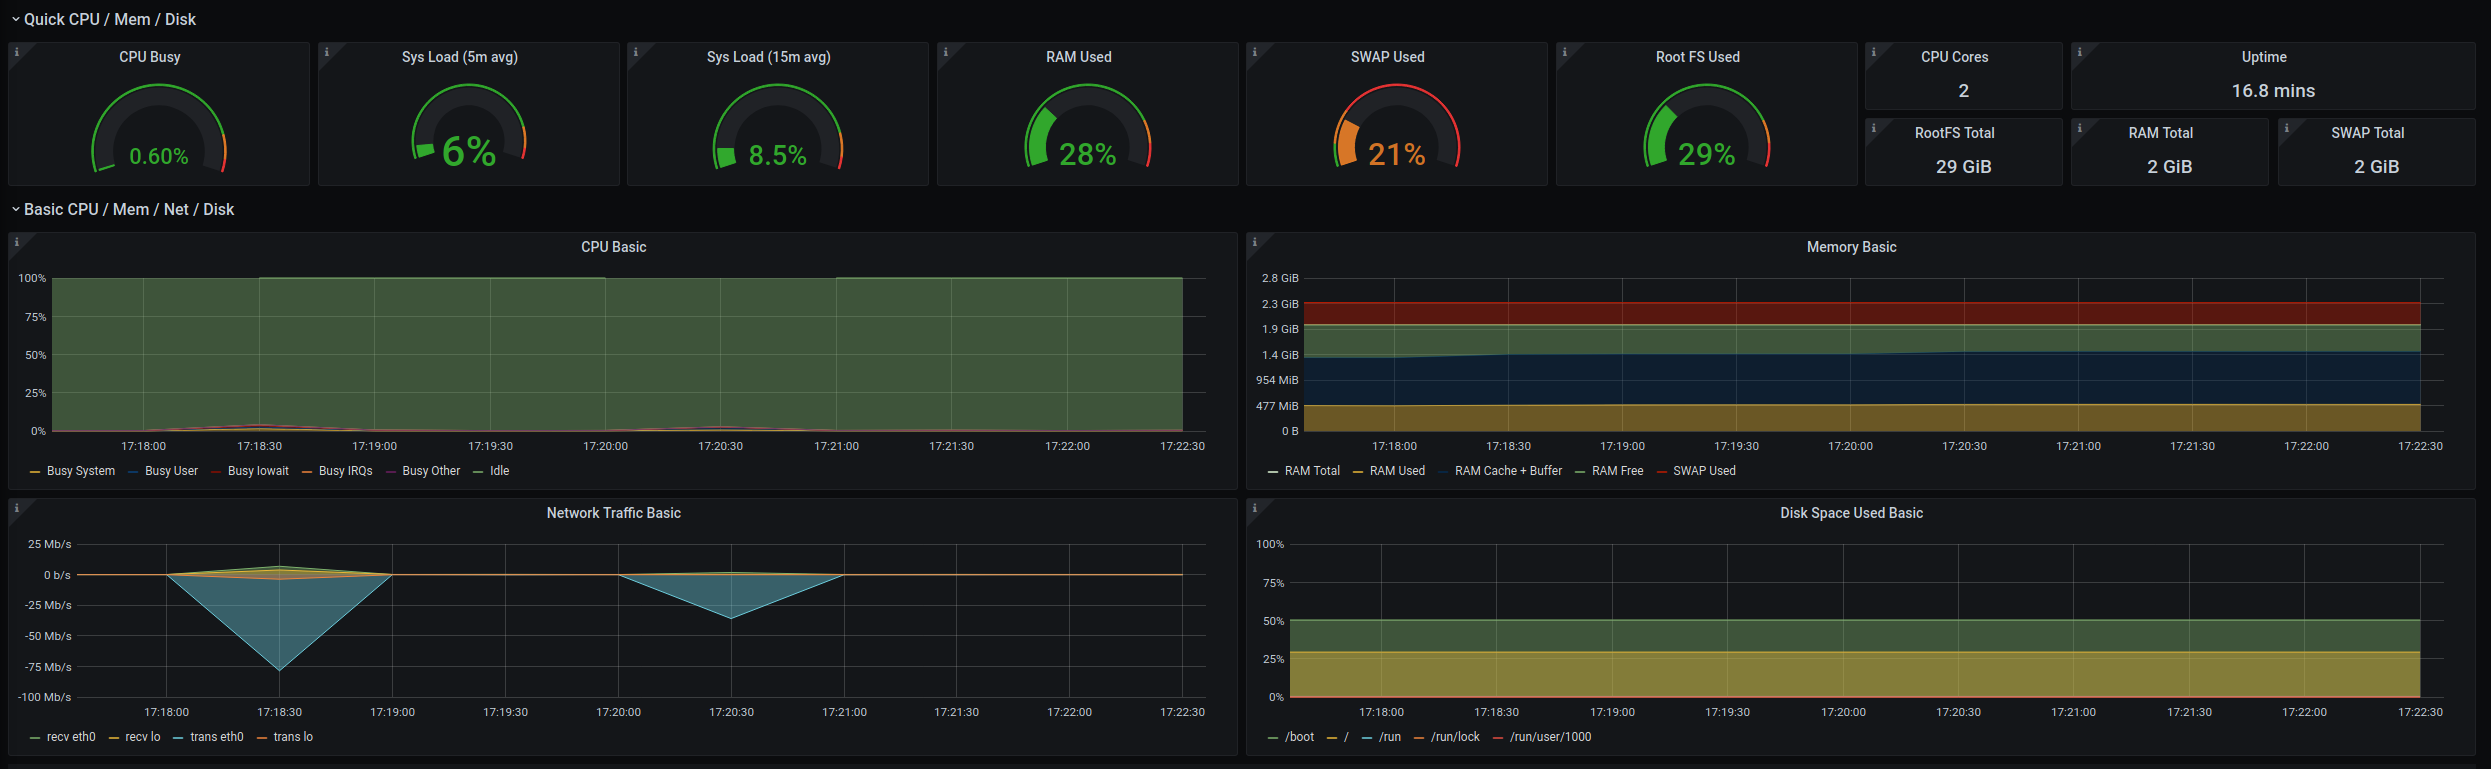 Quick CPU / Mem / Disk
CPU Busy
0.60%
Sys Load (5m avg)
6%
Sys Load (15m avg)
8.5%
RAM Used
28%
SWAP Used
21%
Root FS Used
29%
CPU Cores
2
Uptime
16.8 mins
RootFS Total
29 GiB
RAM Total
2 GiB
SWAP Total
2 GiB
Basic CPU / Mem / Net / Disk
CPU Basic
100%
75%
50%
25%
0%
17:18:00 17:18:30 17:19:00 17:19:30 17:20:00 17:20:30 17:21:00 17:21:30 17:22:00 17:22:30
Busy System Busy User Busy Iowait Busy IRQs Busy Other Idle
Memory Basic
2.8 GiB
2.3 GiB
1.9 GiB
1.4 GiB
954 MiB
477 MiB
0 B
17:18:00 17:18:30 17:19:00 17:19:30 17:20:00 17:20:30 17:21:00 17:21:30 17:22:00 17:22:30
RAM Total RAM Used RAM Cache + Buffer RAM Free SWAP Used
Network Traffic Basic
25 Mb/s
0 b/s
-25 Mb/s
-50 Mb/s
-75 Mb/s
-100 Mb/s
17:18:00 17:18:30 17:19:00 17:19:30 17:20:00 17:20:30 17:21:00 17:21:30 17:22:00 17:22:30
recv eth0 recv lo trans eth0 trans lo
Disk Space Used Basic
100%
75%
50%
25%
0%
17:18:00 17:18:30 17:19:00 17:19:30 17:20:00 17:20:30 17:21:00 17:21:30 17:22:00 17:22:30
/boot / /run /run/lock /run/user/1000